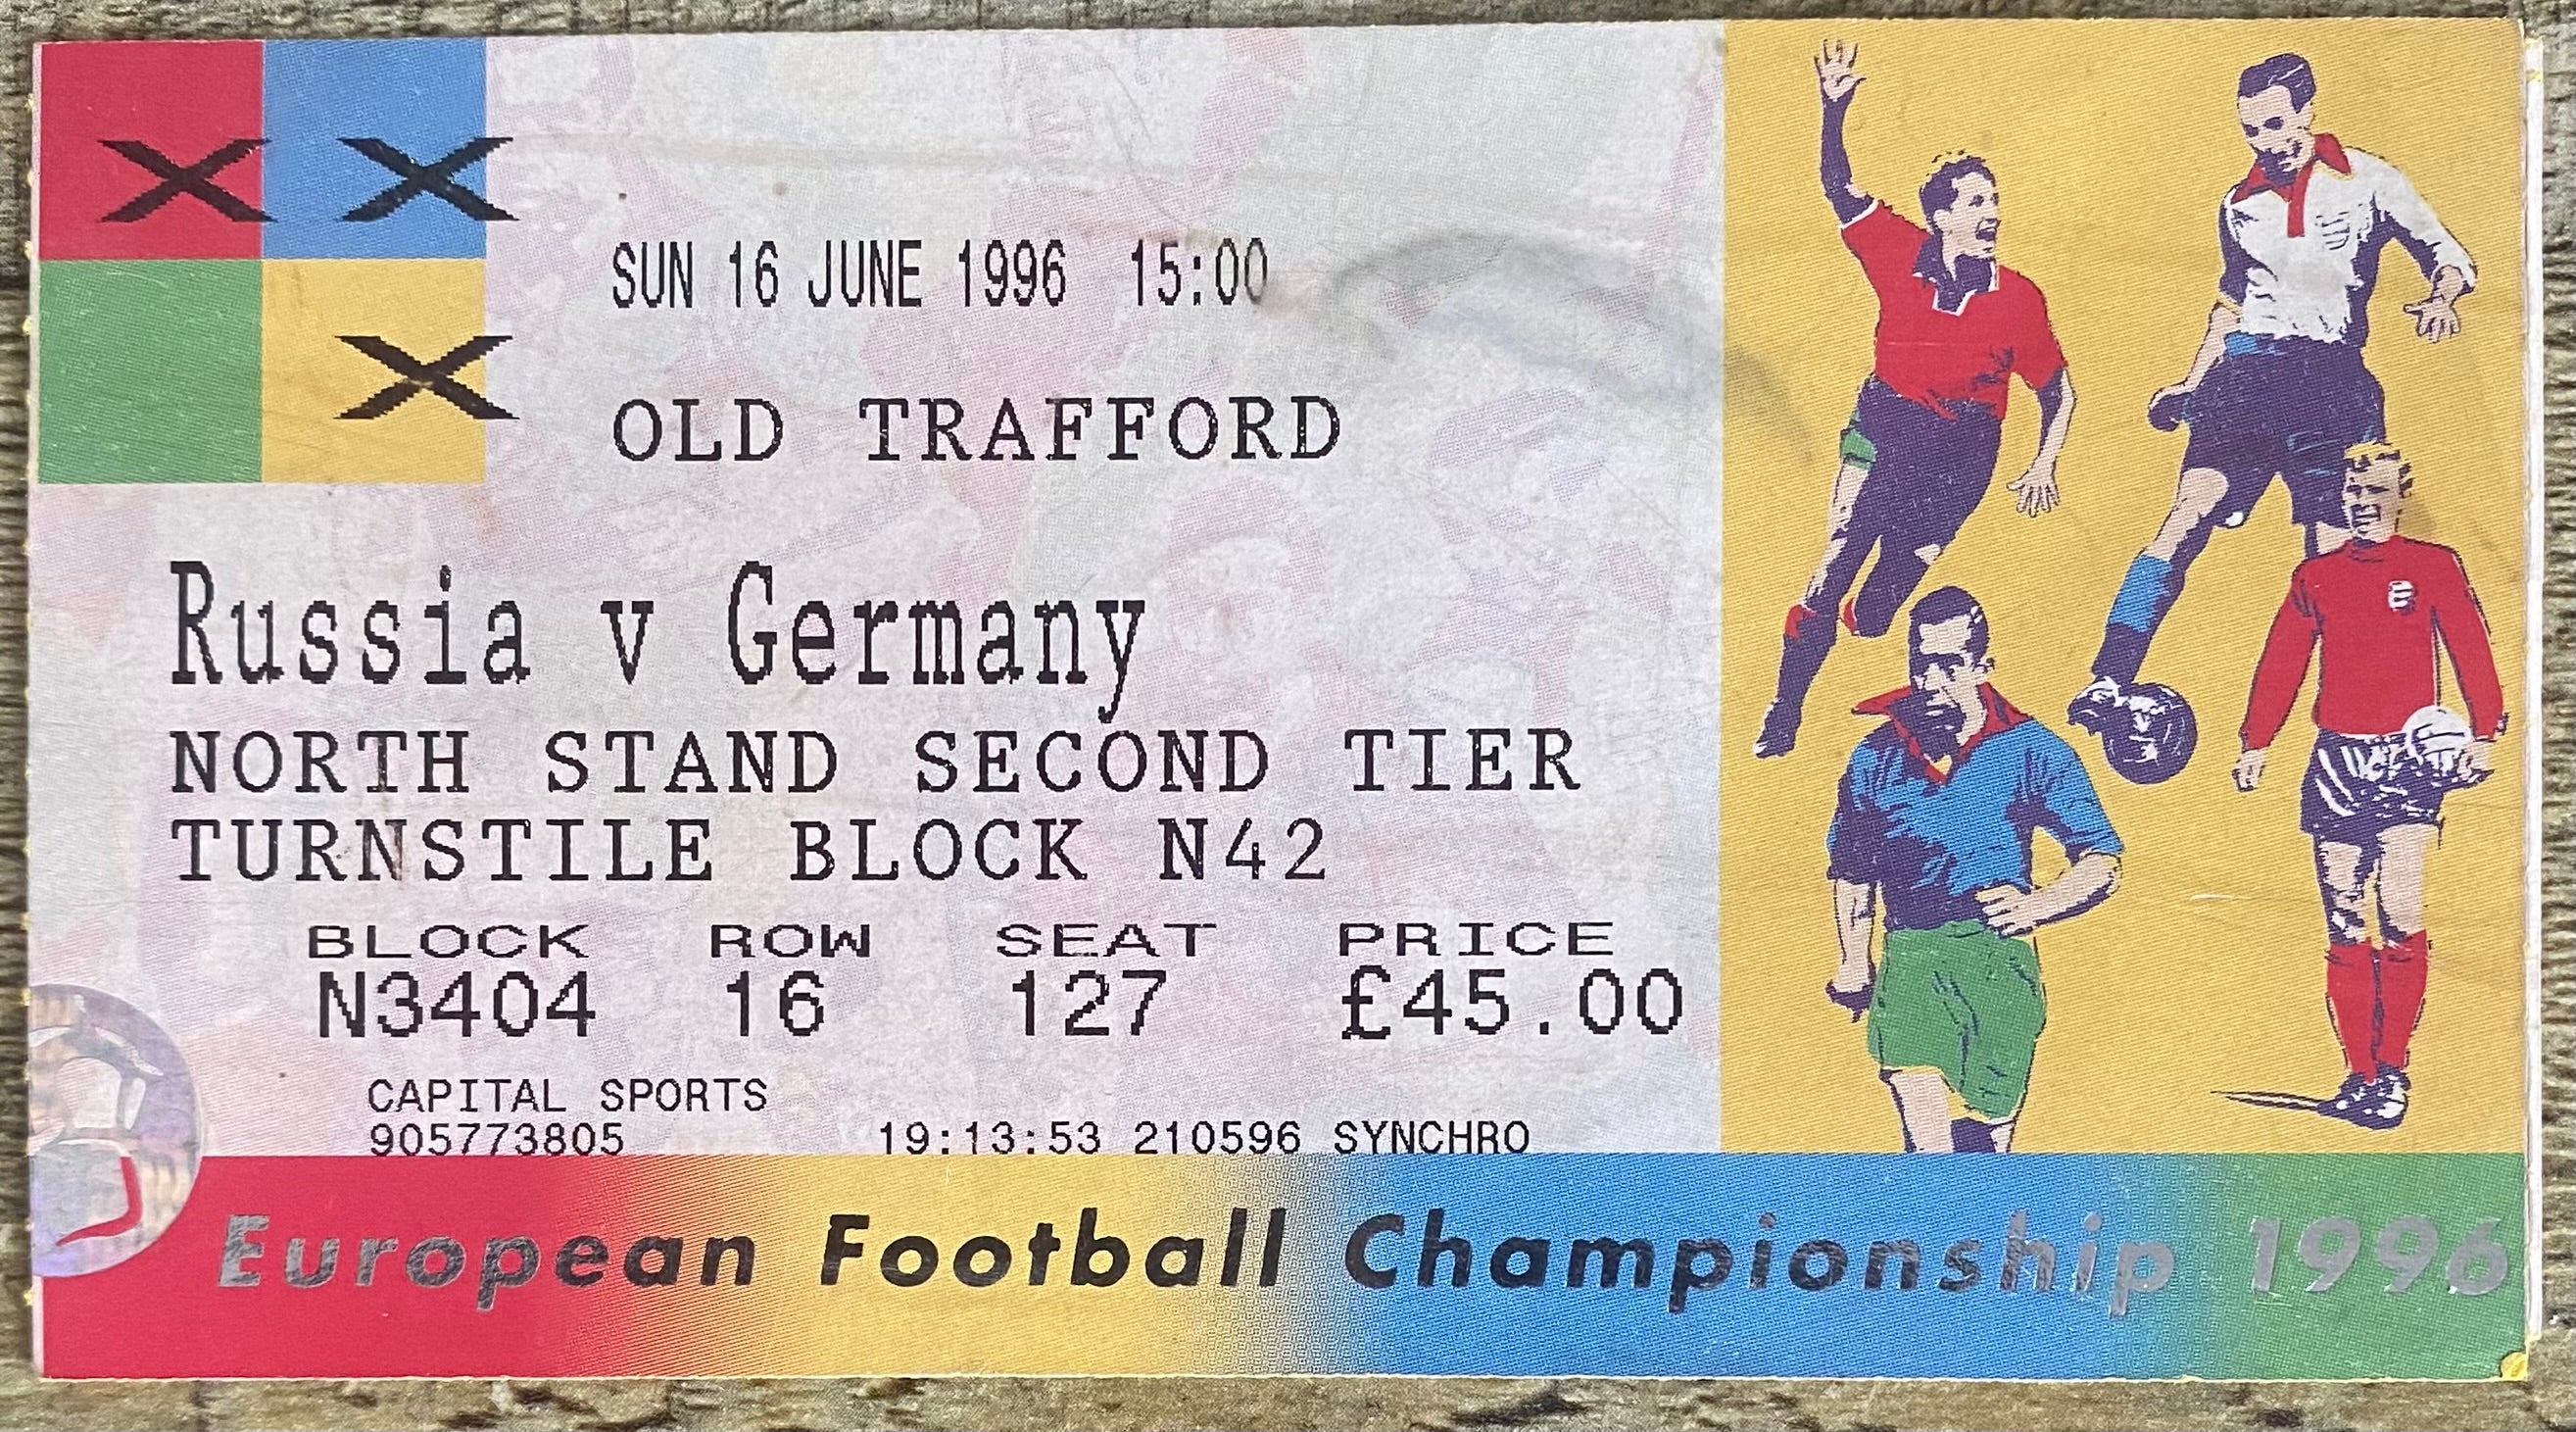 X X
X
SUN 16 JUNE 1996 15:00
OLD TRAFFORD
Russia v Germany
NORTH STAND SECOND TIER
TURNSTILE BLOCK N42
BLOCK ROW SEAT PRICE
N3404 16 127 £45.00
CAPITAL SPORTS
905773805 19:13:53 210596 SYNCHRO
European Football Championship 1996